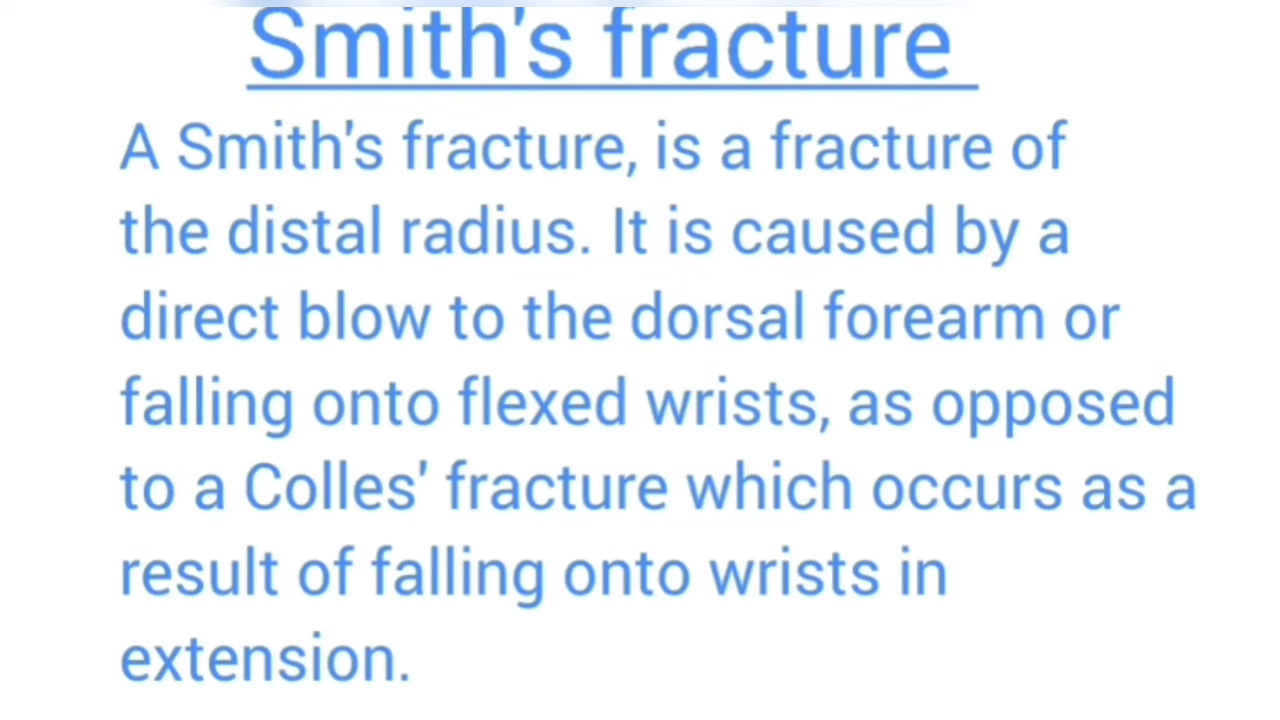 Smith's fracture
A Smith's fracture, is a fracture of
the distal radius. It is caused by a
direct blow to the dorsal forearm or
falling onto flexed wrists, as opposed
to a Colles' fracture which occurs as a
result of falling onto wrists in
extension.